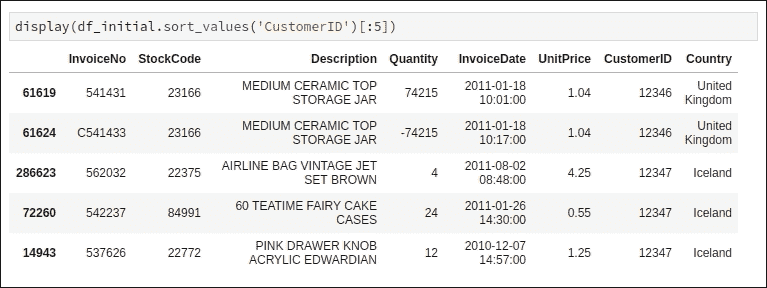 display(df_initial.sort_values('CustomerID')[:5])
InvoiceNo StockCode Description Quantity InvoiceDate UnitPrice CustomerID Country
61619 541431 23166 MEDIUM CERAMIC TOP STORAGE JAR 74215 2011-01-18 10:01:00 1.04 12346 United Kingdom
61624 C541433 23166 MEDIUM CERAMIC TOP STORAGE JAR -74215 2011-01-18 10:17:00 1.04 12346 United Kingdom
286623 562032 22375 AIRLINE BAG VINTAGE JET SET BROWN 4 2011-08-02 08:48:00 4.25 12347 Iceland
72260 542237 84991 60 TEATIME FAIRY CAKE CASES 24 2011-01-26 14:30:00 0.55 12347 Iceland
14943 537626 22772 PINK DRAWER KNOB ACRYLIC EDWARDIAN 12 2010-12-07 14:57:00 1.25 12347 Iceland